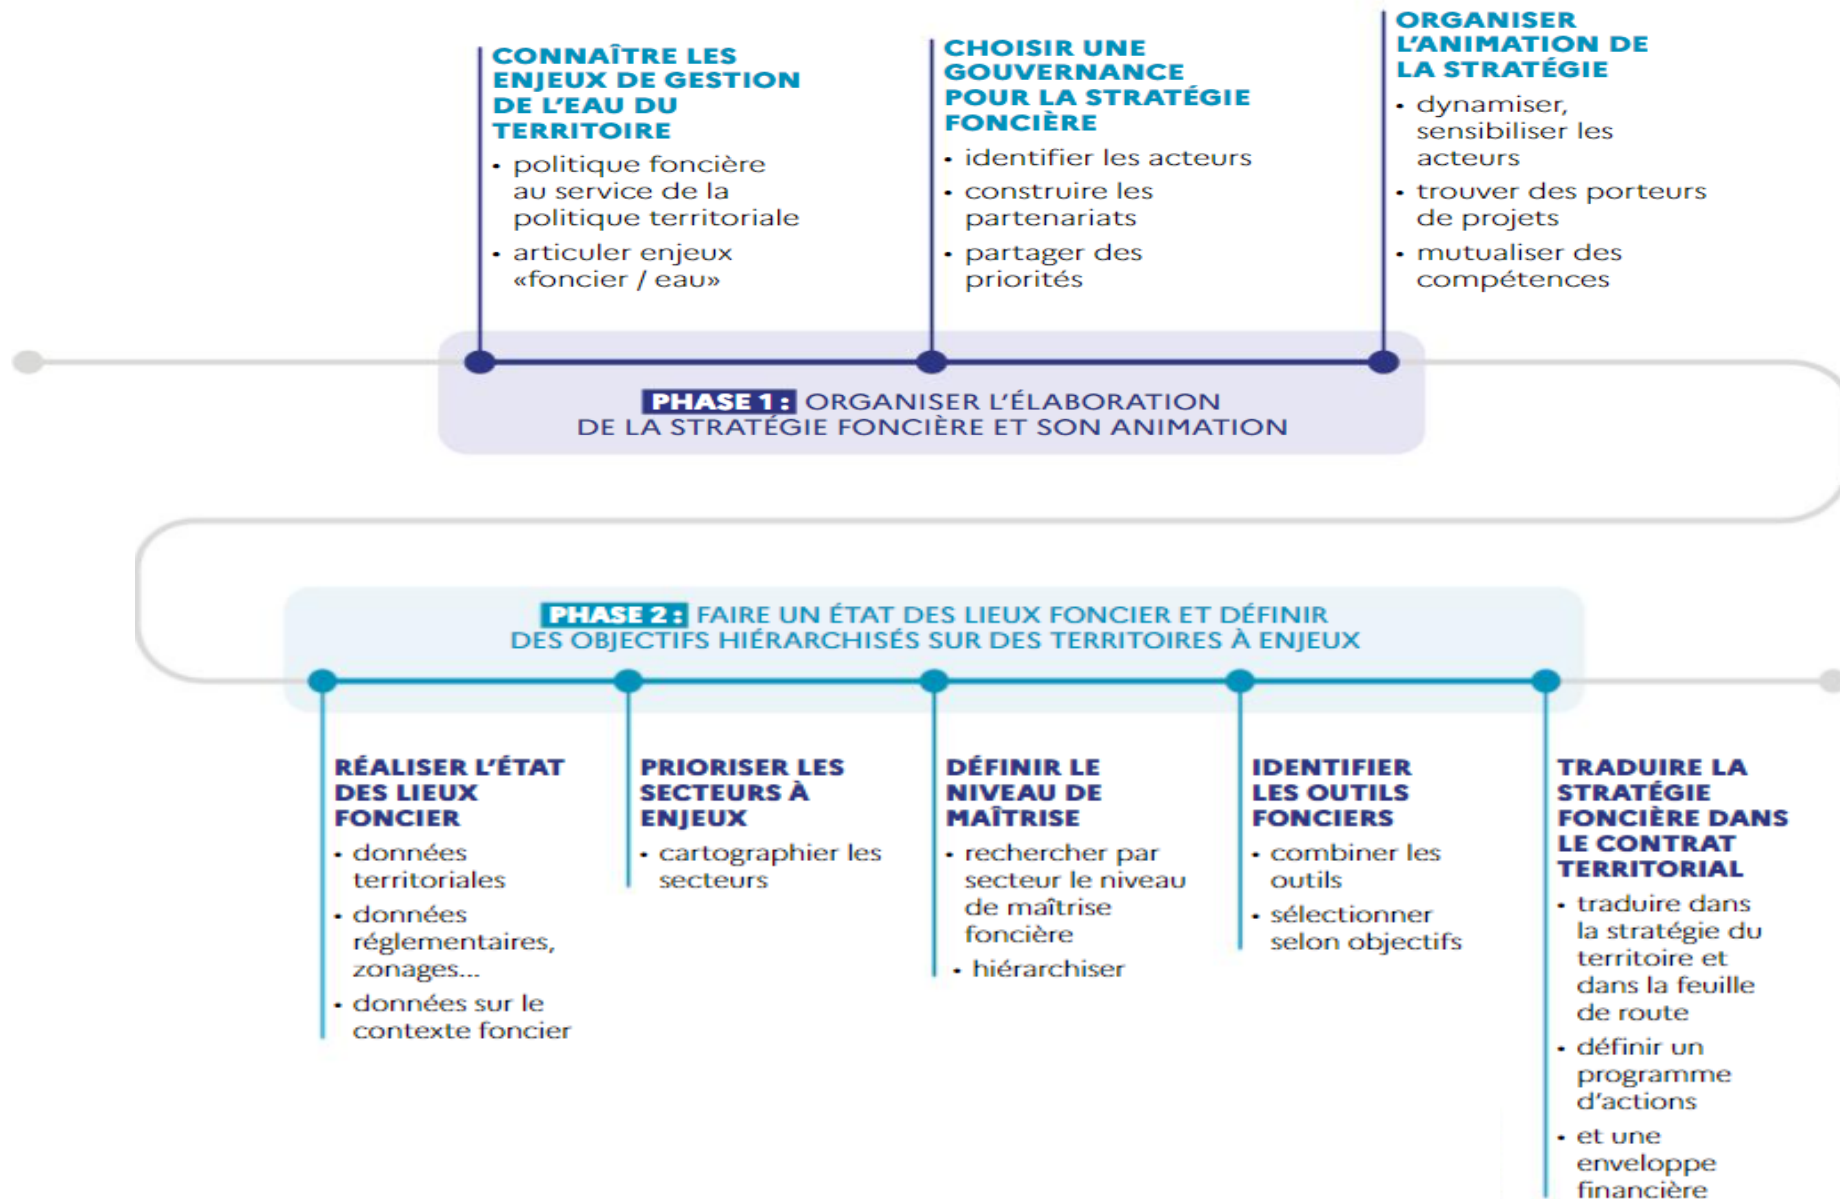 CONNAÎTRE LES
ENJEUX DE GESTION
DE L'EAU DU
TERRITOIRE
• politique foncière
au service de la
politique territoriale
• articuler enjeux
«foncier / eau»
CHOISIR UNE
GOUVERNANCE
POUR LA STRATÉGIE
FONCIÈRE
• identifier les acteurs
• construire les
partenariats
• partager des
priorités
ORGANISER
L'ANIMATION DE
LA STRATÉGIE
• dynamiser,
sensibiliser les
acteurs
• trouver des porteurs
de projets
• mutualiser des
compétences
PHASE 1 : ORGANISER L'ÉLABORATION
DE LA STRATÉGIE FONCIÈRE ET SON ANIMATION
PHASE 2 : FAIRE UN ÉTAT DES LIEUX FONCIER ET DÉFINIR
DES OBJECTIFS HIÉRARCHISÉS SUR DES TERRITOIRES À ENJEUX
RÉALISER L'ÉTAT
DES LIEUX
FONCIER
• données
territoriales
• données
réglementaires,
zonages...
• données sur le
contexte foncier
PRIORISER LES
SECTEURS À
ENJEUX
• cartographier les
secteurs
DÉFINIR LE
NIVEAU DE
MAÎTRISE
• rechercher par
secteur le niveau
de maîtrise
foncière
• hiérarchiser
IDENTIFIER
LES OUTILS
FONCIERS
• combiner les
outils
• sélectionner
selon objectifs
TRADUIRE LA
STRATÉGIE
FONCIÈRE DANS
LE CONTRAT
TERRITORIAL
• traduire dans
la stratégie du
territoire et
dans la feuille
de route
• définir un
programme
d'actions
• et une
enveloppe
financière